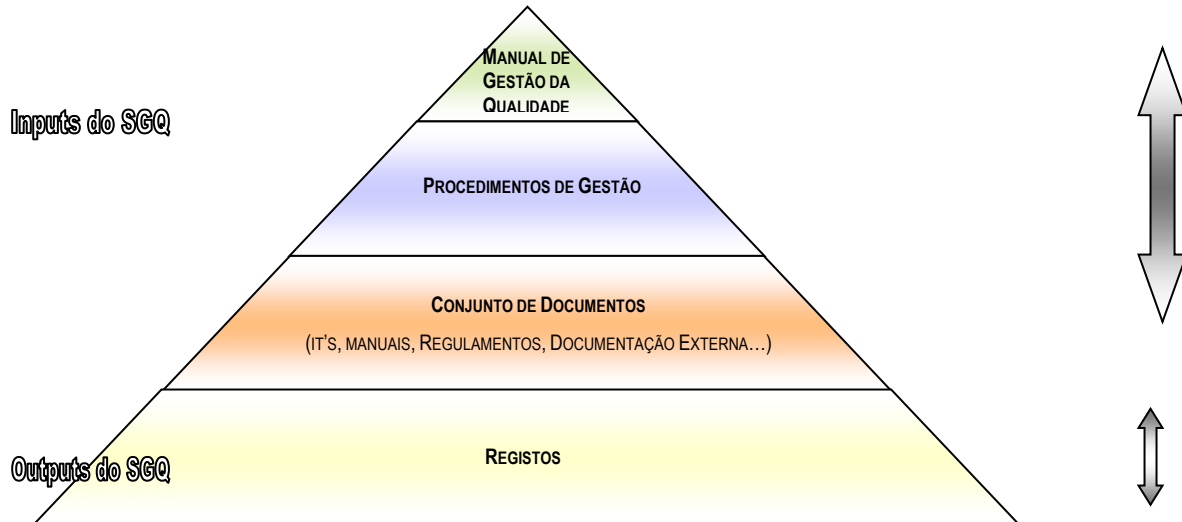 MANUAL DE
GESTÃO DA
QUALIDADE
Inputs do SGQ
PROCEDIMENTOS DE GESTÃO
CONJUNTO DE DOCUMENTOS
(IT'S, MANUAIS, REGULAMENTOS, DOCUMENTAÇÃO EXTERNA…)
REGISTOS
Outputs do SGQ